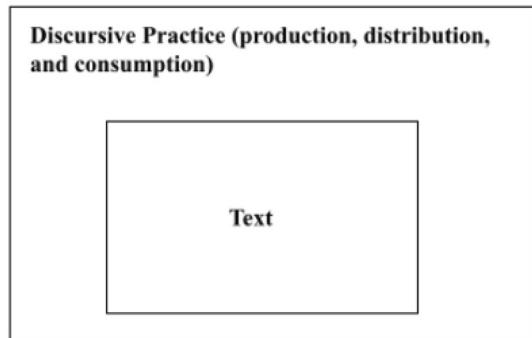 Discursive Practice (production, distribution,
and consumption)
Text